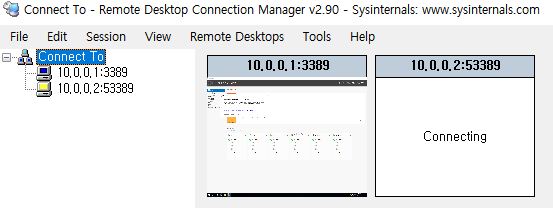 Connect To - Remote Desktop Connection Manager v2.90 - Sysinternals: www.sysinternals.com
File Edit Session View Remote Desktops Tools Help
Connect To
10.0.0.1:3389
10.0.0.2:53389
10.0.0.1:3389
10.0.0.2:53389
Connecting